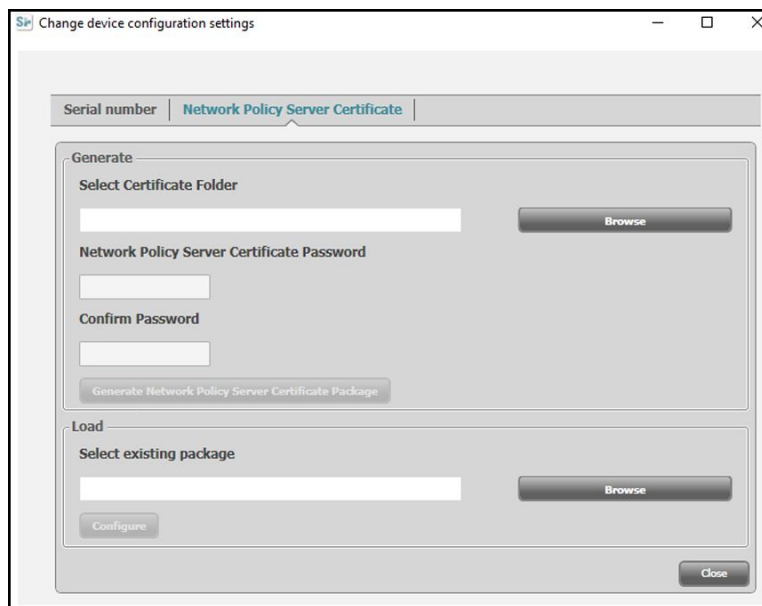 Change device configuration settings
Serial number Network Policy Server Certificate
Generate
Select Certificate Folder
Browse
Network Policy Server Certificate Password
Confirm Password
Generate Network Policy Server Certificate Package
Load
Select existing package
Browse
Configure
Close